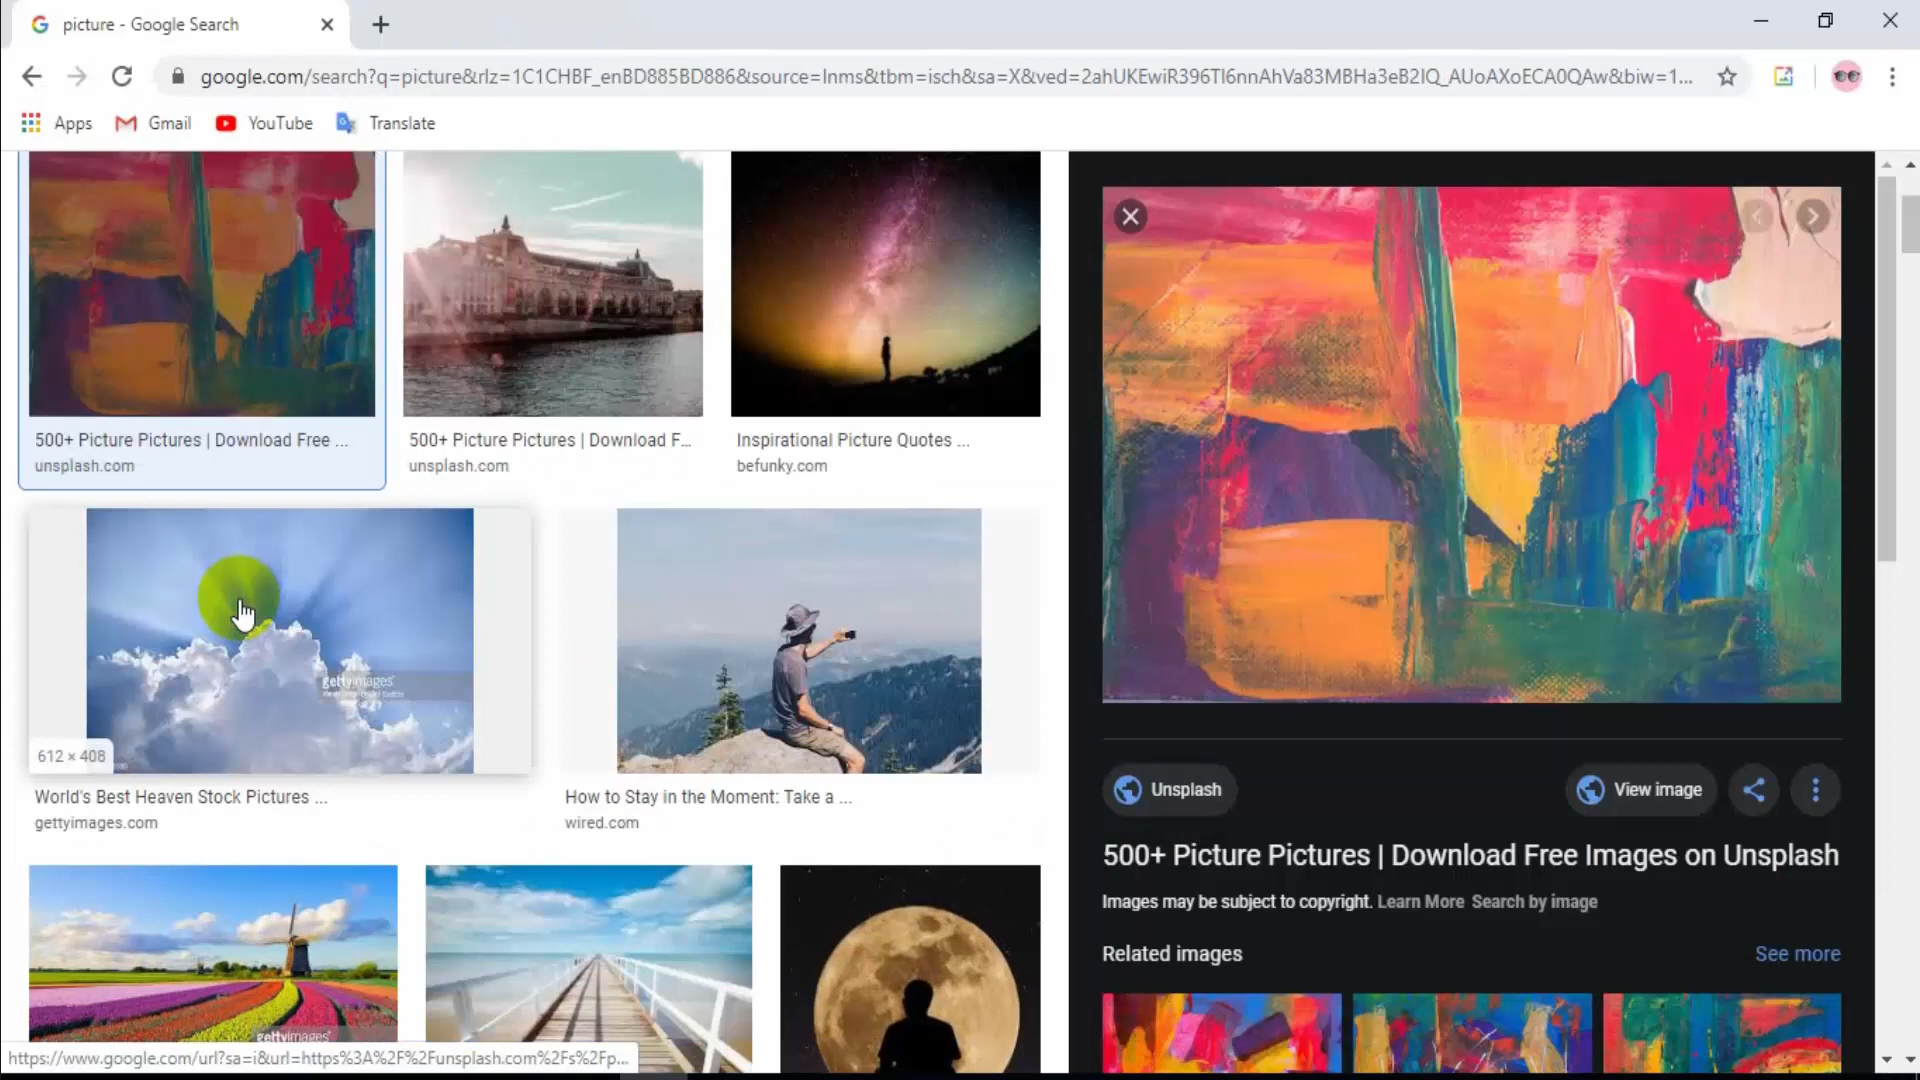 picture - Google Search
google.com/search?q=picture&rlz=1C1CHBF_enBD885BD886&source=lnms&tbm=isch&sa=X&ved=2ahUKEwiR396TI6nnAhVa83MBHa3eB2IQ_AUoAXoECA0QAw&biw=1...
Apps Gmail YouTube Translate
500+ Picture Pictures | Download Free ...
unsplash.com
500+ Picture Pictures | Download F...
unsplash.com
Inspirational Picture Quotes ...
befunky.com
gettyimages
612 × 408
World's Best Heaven Stock Pictures ...
gettyimages.com
How to Stay in the Moment: Take a ...
wired.com
gettyimages
https://www.google.com/url?sa=i&url=https%3A%2F%2Funsplash.com%2Fs%2Fp...
Unsplash
View image
500+ Picture Pictures | Download Free Images on Unsplash
Images may be subject to copyright. Learn More Search by image
Related images
See more